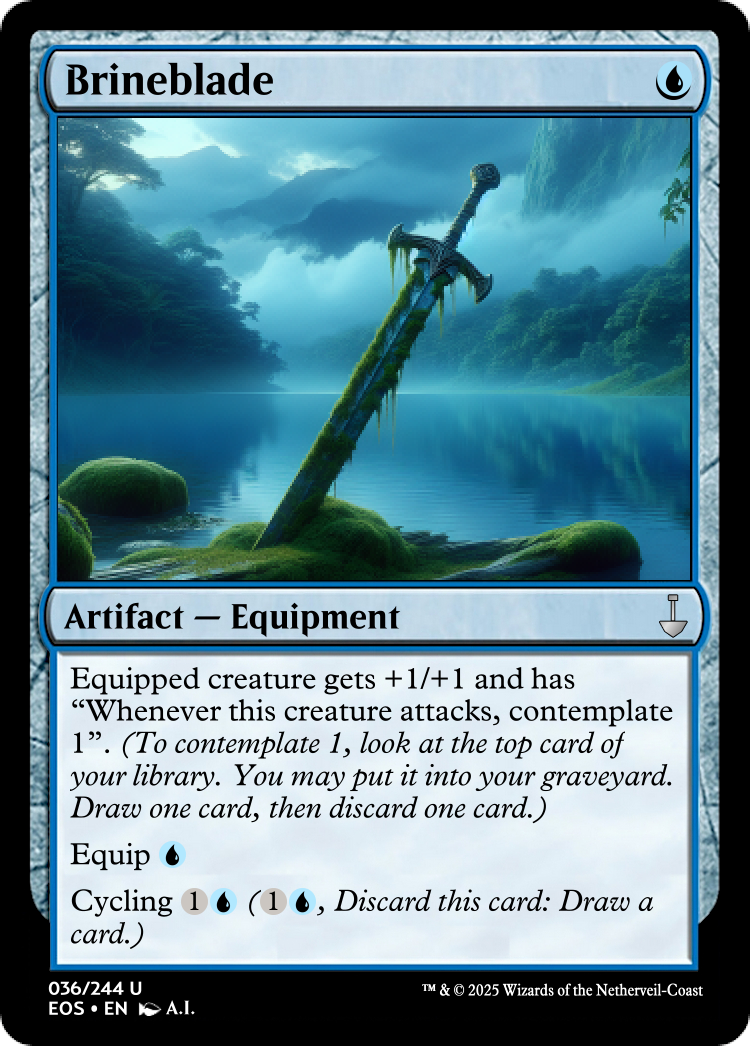 Brineblade
Artifact — Equipment
Equipped creature gets +1/+1 and has
“Whenever this creature attacks, contemplate
1”. (To contemplate 1, look at the top card of
your library. You may put it into your graveyard.
Draw one card, then discard one card.)
Equip
Cycling 1 (1 , Discard this card: Draw a
card.)
036/244 U
EOS • EN A.I.
™ & © 2025 Wizards of the Netherveil-Coast